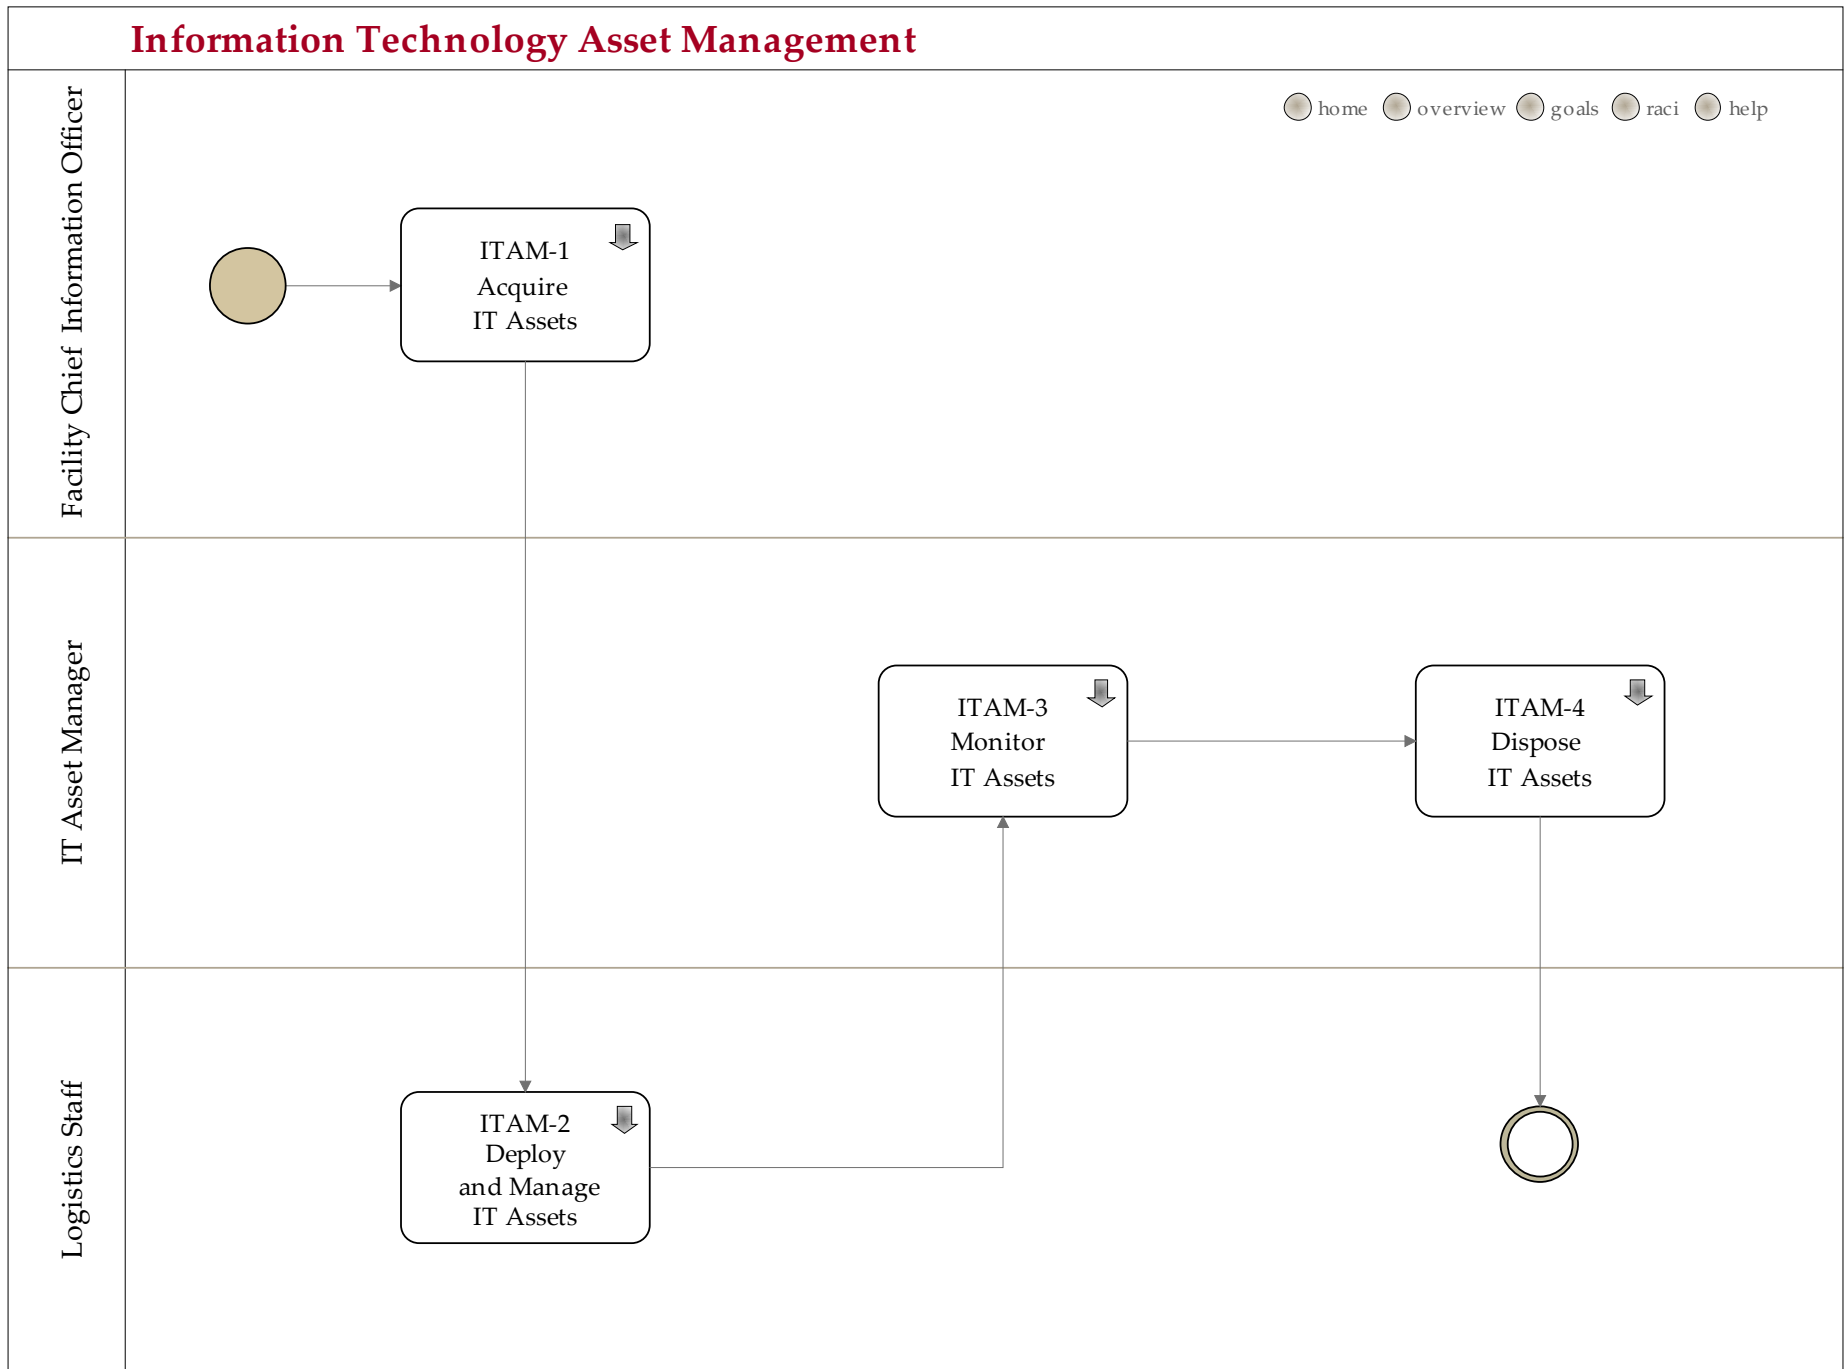 Information Technology Asset Management
home overview goals raci help
Facility Chief Information Officer
ITAM-1
Acquire
IT Assets
IT Asset Manager
ITAM-3
Monitor
IT Assets
ITAM-4
Dispose
IT Assets
Logistics Staff
ITAM-2
Deploy
and Manage
IT Assets